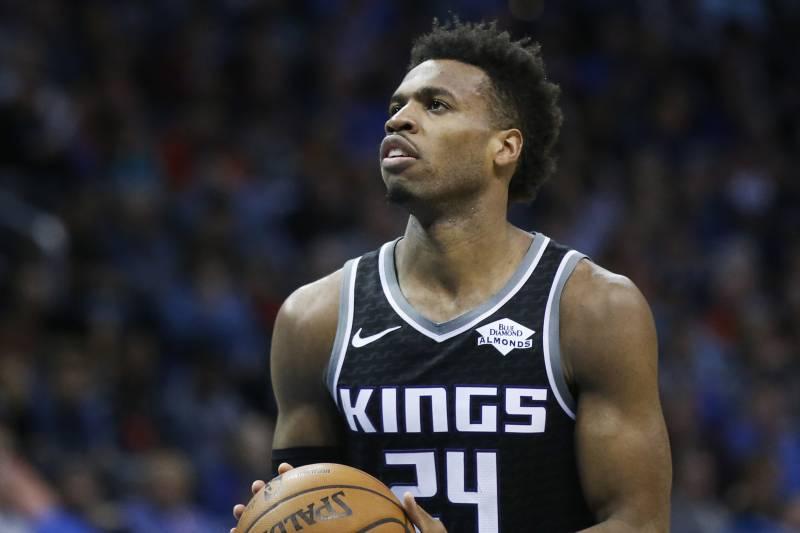 BLUE
DIAMOND
ALMONDS
KINGS
24
SPALDING